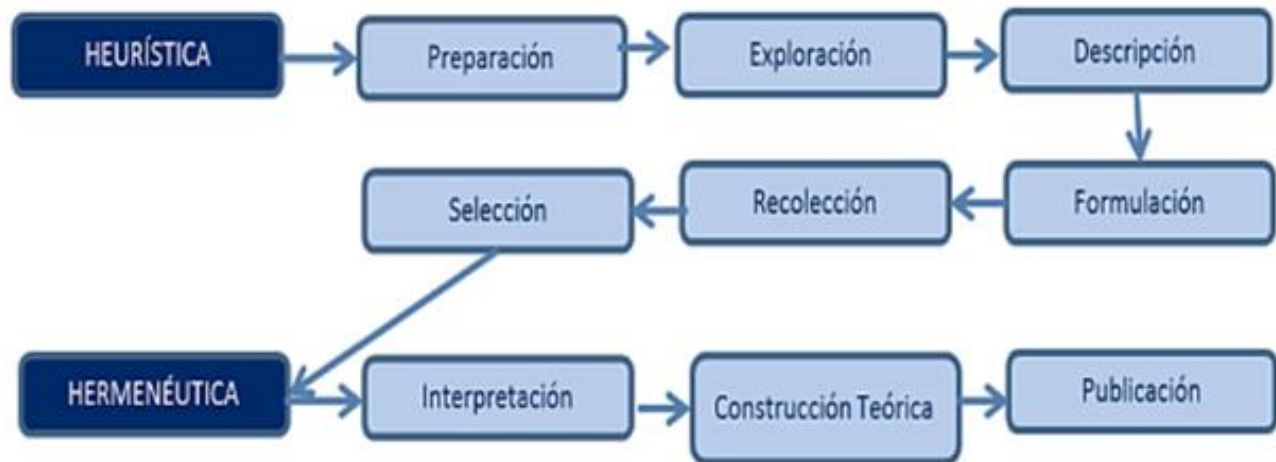 HEURÍSTICA
Preparación
Exploración
Descripción
Selección
Recolección
Formulación
HERMENÉUTICA
Interpretación
Construcción Teórica
Publicación